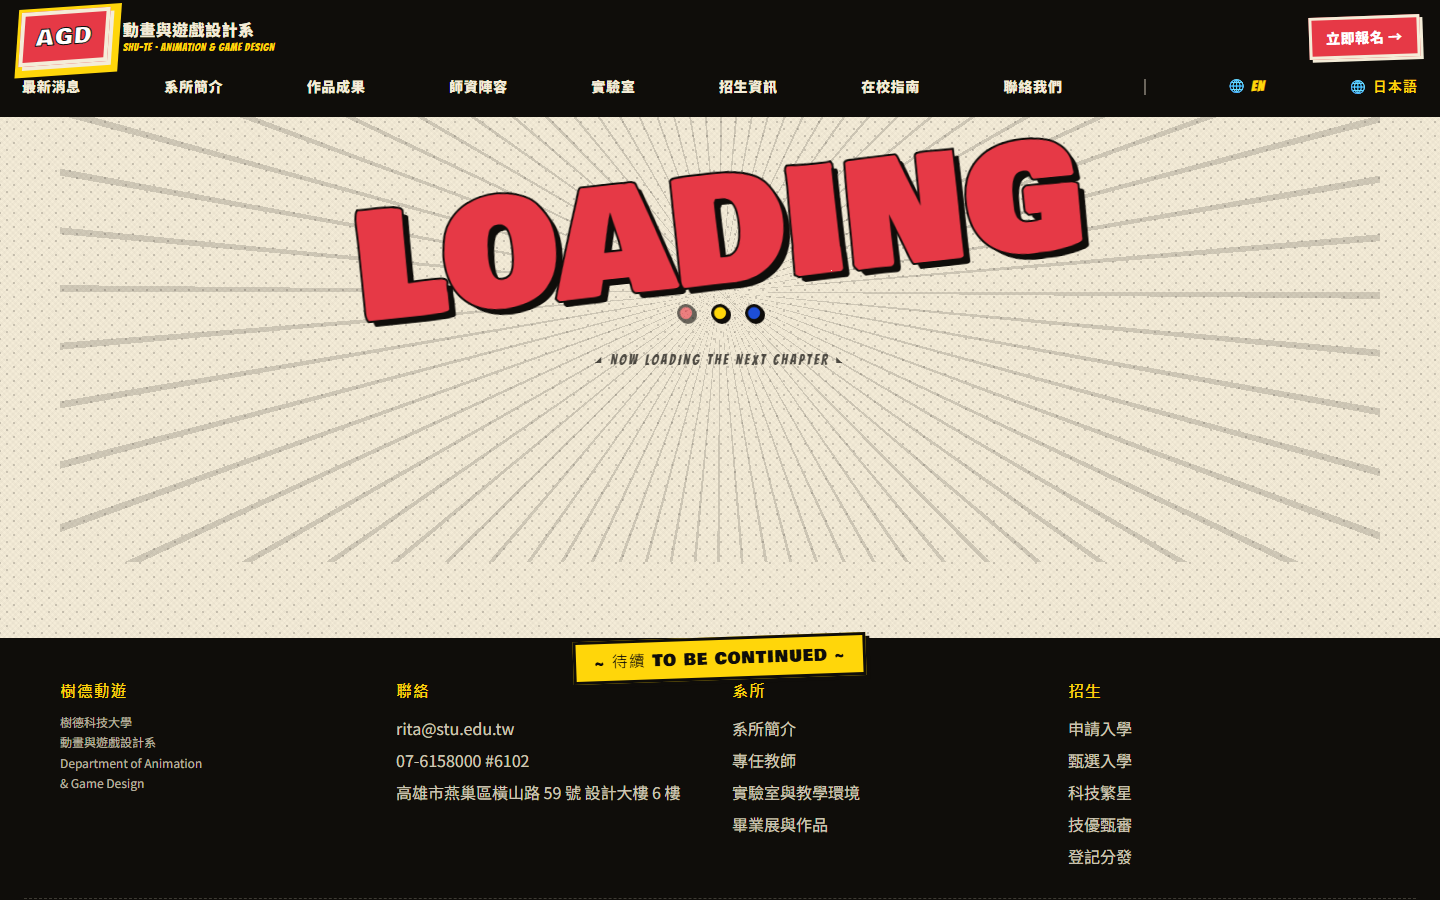 AGD
動畫與遊戲設計系
SHU-TE · ANIMATION & GAME DESIGN
立即報名 →
最新消息
系所簡介
作品成果
師資陣容
實驗室
招生資訊
在校指南
聯絡我們
EN
日本語
LOADING
NOW LOADING THE NEXT CHAPTER
~ 待續 TO BE CONTINUED ~
樹德動遊
樹德科技大學
動畫與遊戲設計系
Department of Animation
& Game Design
聯絡
rita@stu.edu.tw
07-6158000 #6102
高雄市燕巢區橫山路 59 號 設計大樓 6 樓
系所
系所簡介
專任教師
實驗室與教學環境
畢業展與作品
招生
申請入學
甄選入學
科技繁星
技優甄審
登記分發